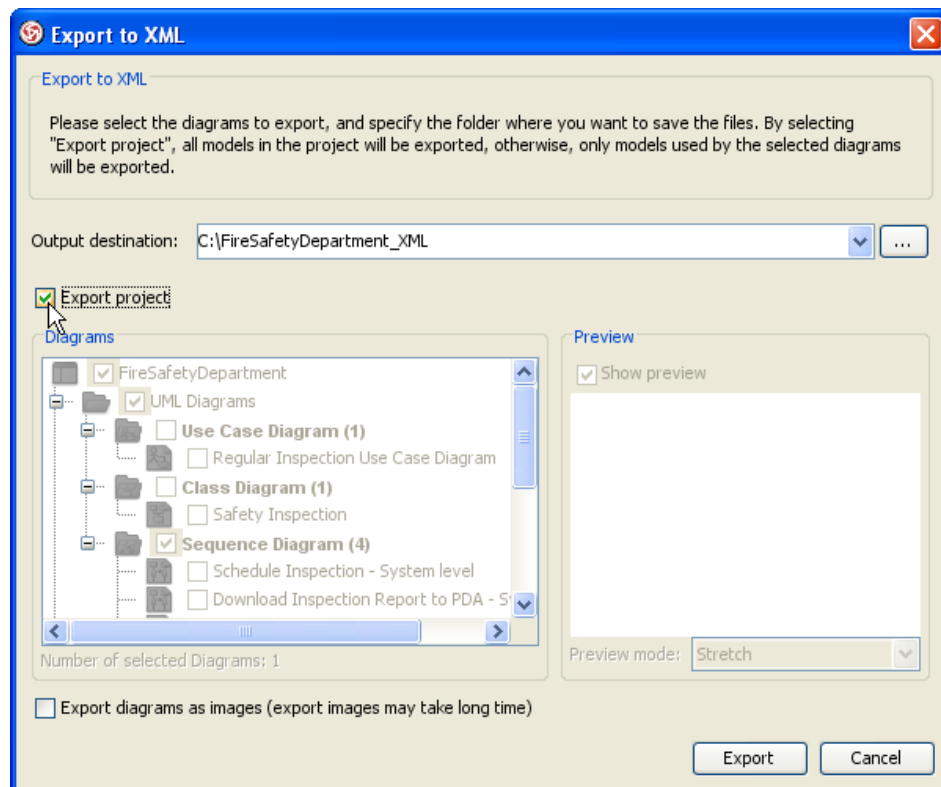 Export to XML
Export to XML
Please select the diagrams to export, and specify the folder where you want to save the files. By selecting
"Export project", all models in the project will be exported, otherwise, only models used by the selected diagrams
will be exported.
Output destination: C:\FireSafetyDepartment_XML ...
Export project
Diagrams
FireSafetyDepartment
UML Diagrams
Use Case Diagram (1)
Regular Inspection Use Case Diagram
Class Diagram (1)
Safety Inspection
Sequence Diagram (4)
Schedule Inspection - System level
Download Inspection Report to PDA - S
Number of selected Diagrams: 1
Preview
Show preview
Preview mode: Stretch
Export diagrams as images (export images may take long time)
Export Cancel